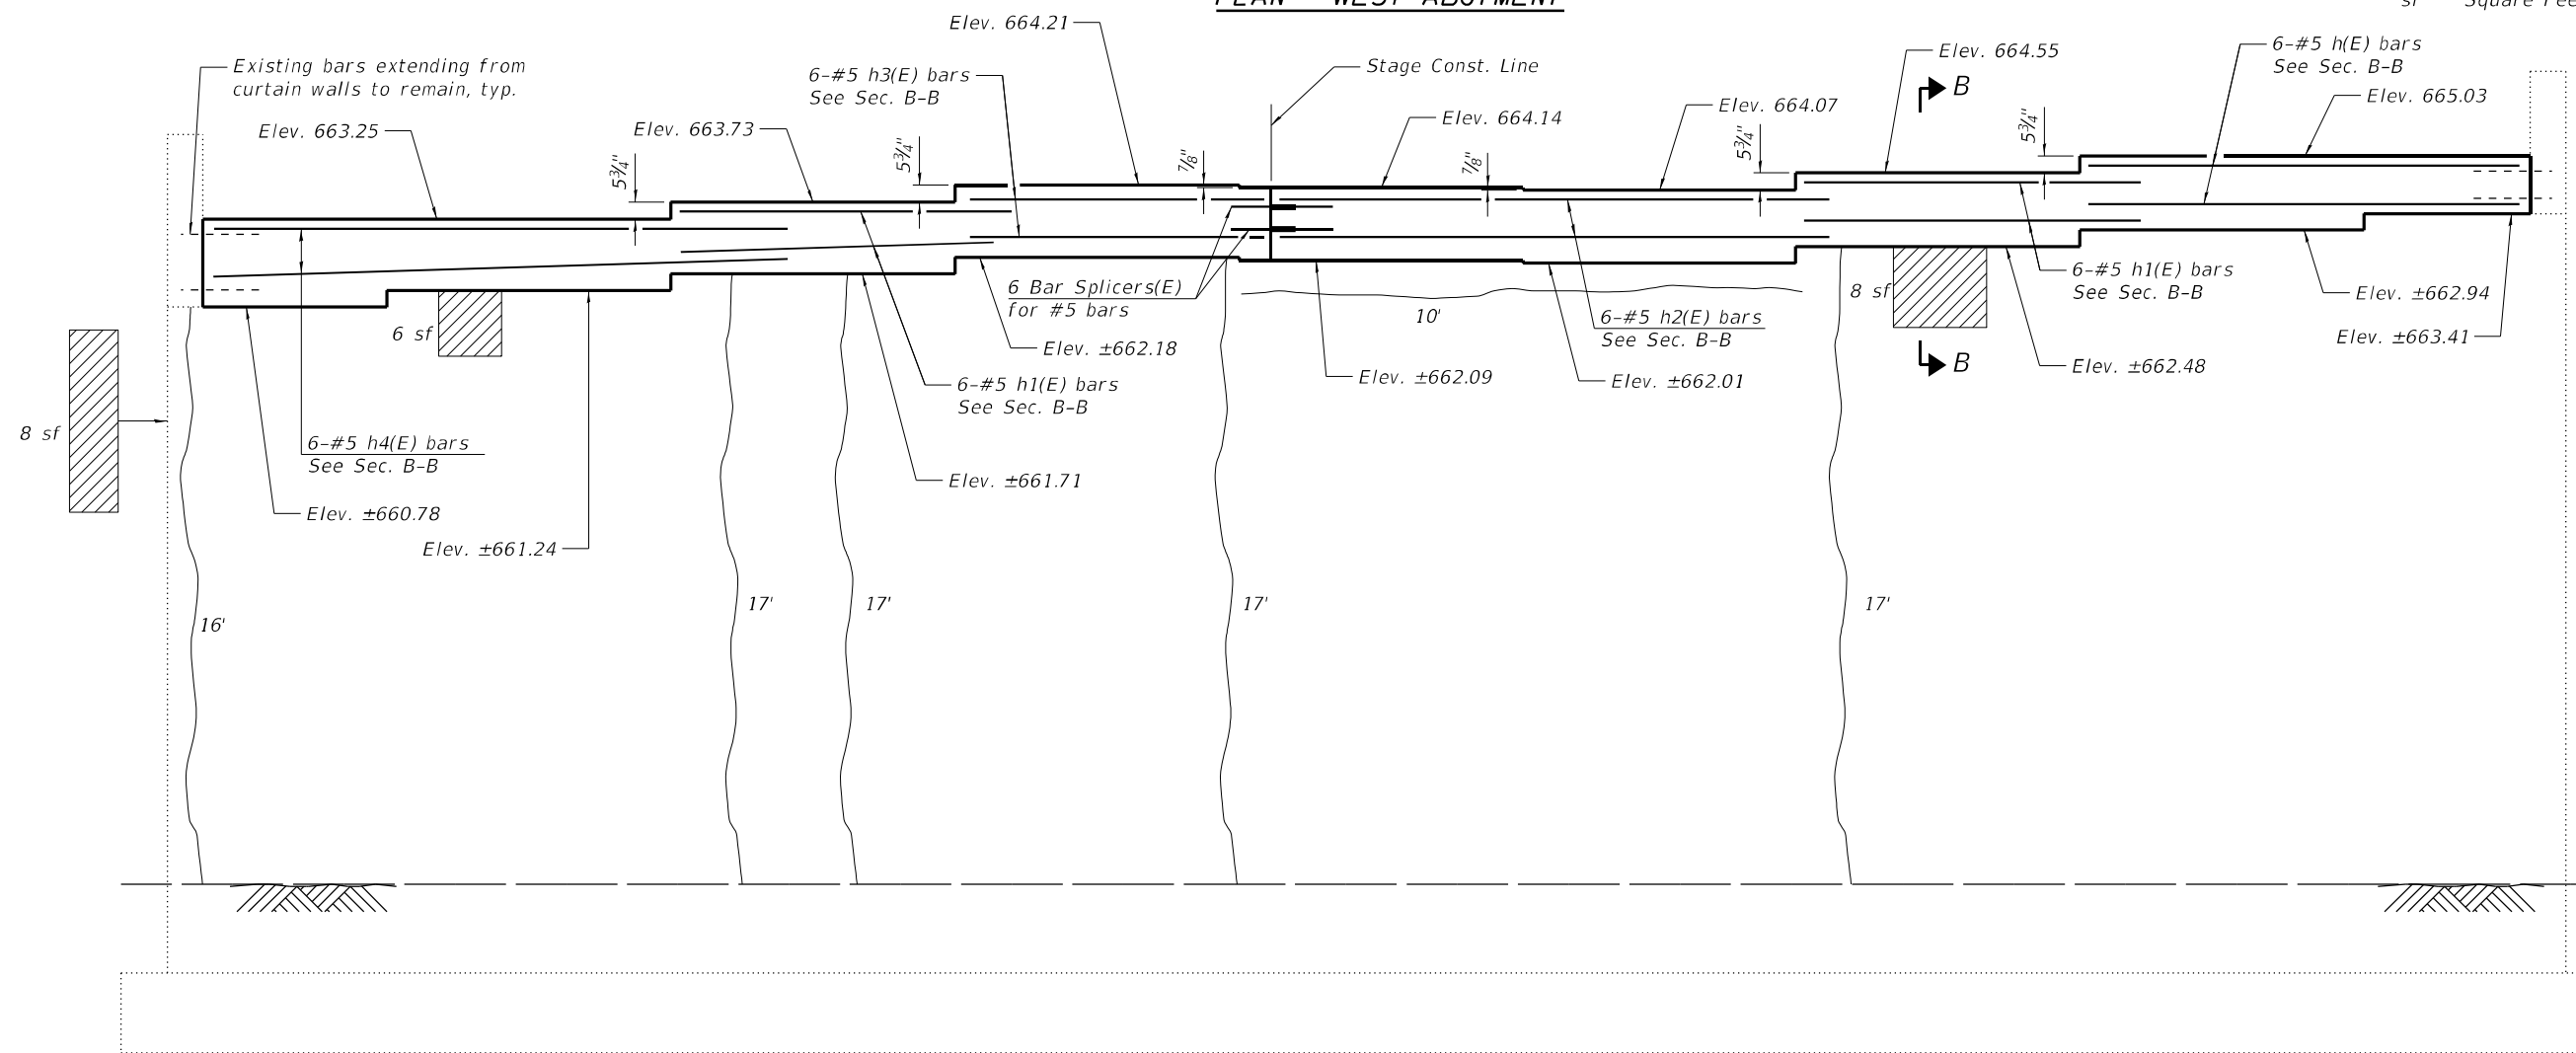 PLAN - WEST ABUTMENT
sf
Square Fee
Elev. 664.21
Existing bars extending from
curtain walls to remain, typ.
6-#5 h3(E) bars
See Sec. B-B
Stage Const. Line
Elev. 664.55
B
6-#5 h(E) bars
See Sec. B-B
Elev. 663.25
Elev. 663.73
Elev. 664.14
Elev. 664.07
Elev. 665.03
5¾"
5¾"
⅞"
⅞"
5¾"
5¾"
6 sf
8 sf
6 Bar Splicers(E)
for #5 bars
Elev. ±662.18
6-#5 h1(E) bars
See Sec. B-B
10'
Elev. ±662.09
6-#5 h2(E) bars
See Sec. B-B
Elev. ±662.01
8 sf
B
6-#5 h1(E) bars
See Sec. B-B
Elev. ±662.48
Elev. ±662.94
Elev. ±663.41
6-#5 h4(E) bars
See Sec. B-B
Elev. ±661.71
Elev. ±660.78
Elev. ±661.24
16'
17'
17'
17'
17'